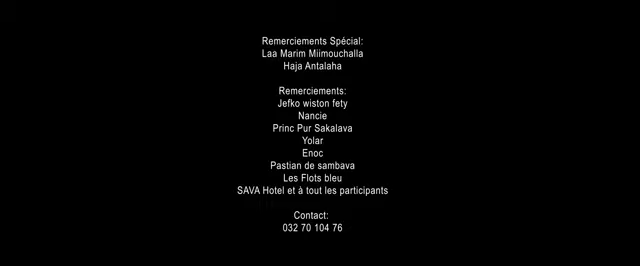 Remerciements Spécial:
Laa Marim Miimouchalla
Haja Antalaha
Remerciements:
Jefko wiston fety
Nancie
Princ Pur Sakalava
Yolar
Enoc
Pastian de sambava
Les Flots bleu
SAVA Hotel et à tout les participants
Contact:
032 70 104 76